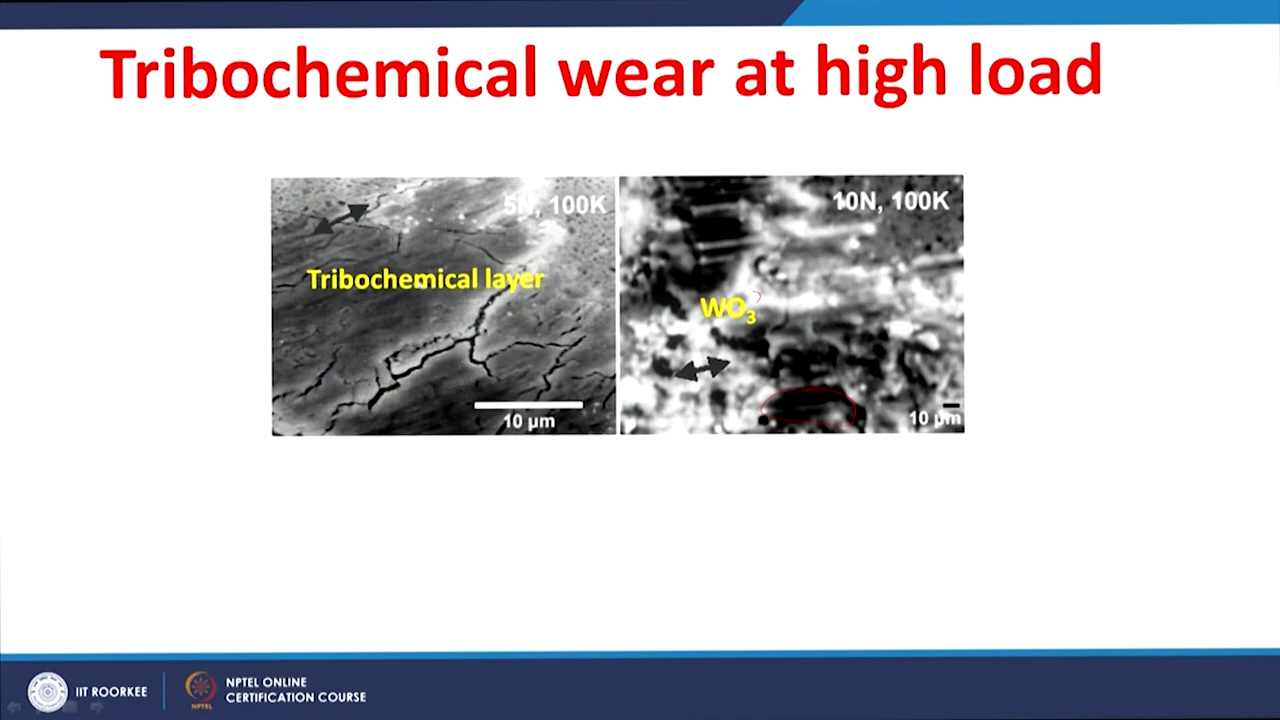 Tribochemical wear at high load
5N, 100K
Tribochemical layer
10 µm
10N, 100K
WO3
10 µm
IIT ROORKEE
NPTEL
NPTEL ONLINE
CERTIFICATION COURSE